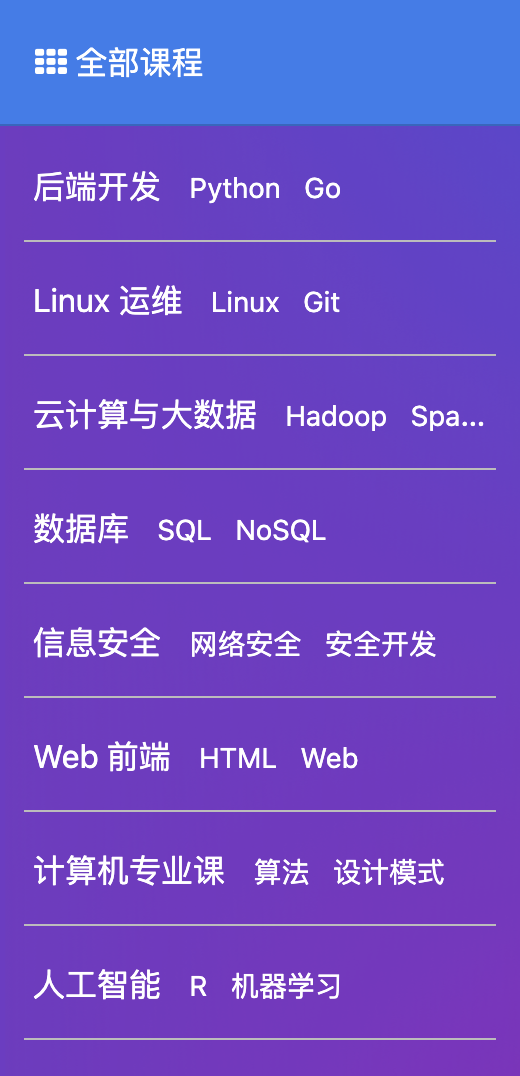 全部课程
后端开发 Python Go
Linux 运维 Linux Git
云计算与大数据 Hadoop Spa...
数据库 SQL NoSQL
信息安全 网络安全 安全开发
Web 前端 HTML Web
计算机专业课 算法 设计模式
人工智能 R 机器学习